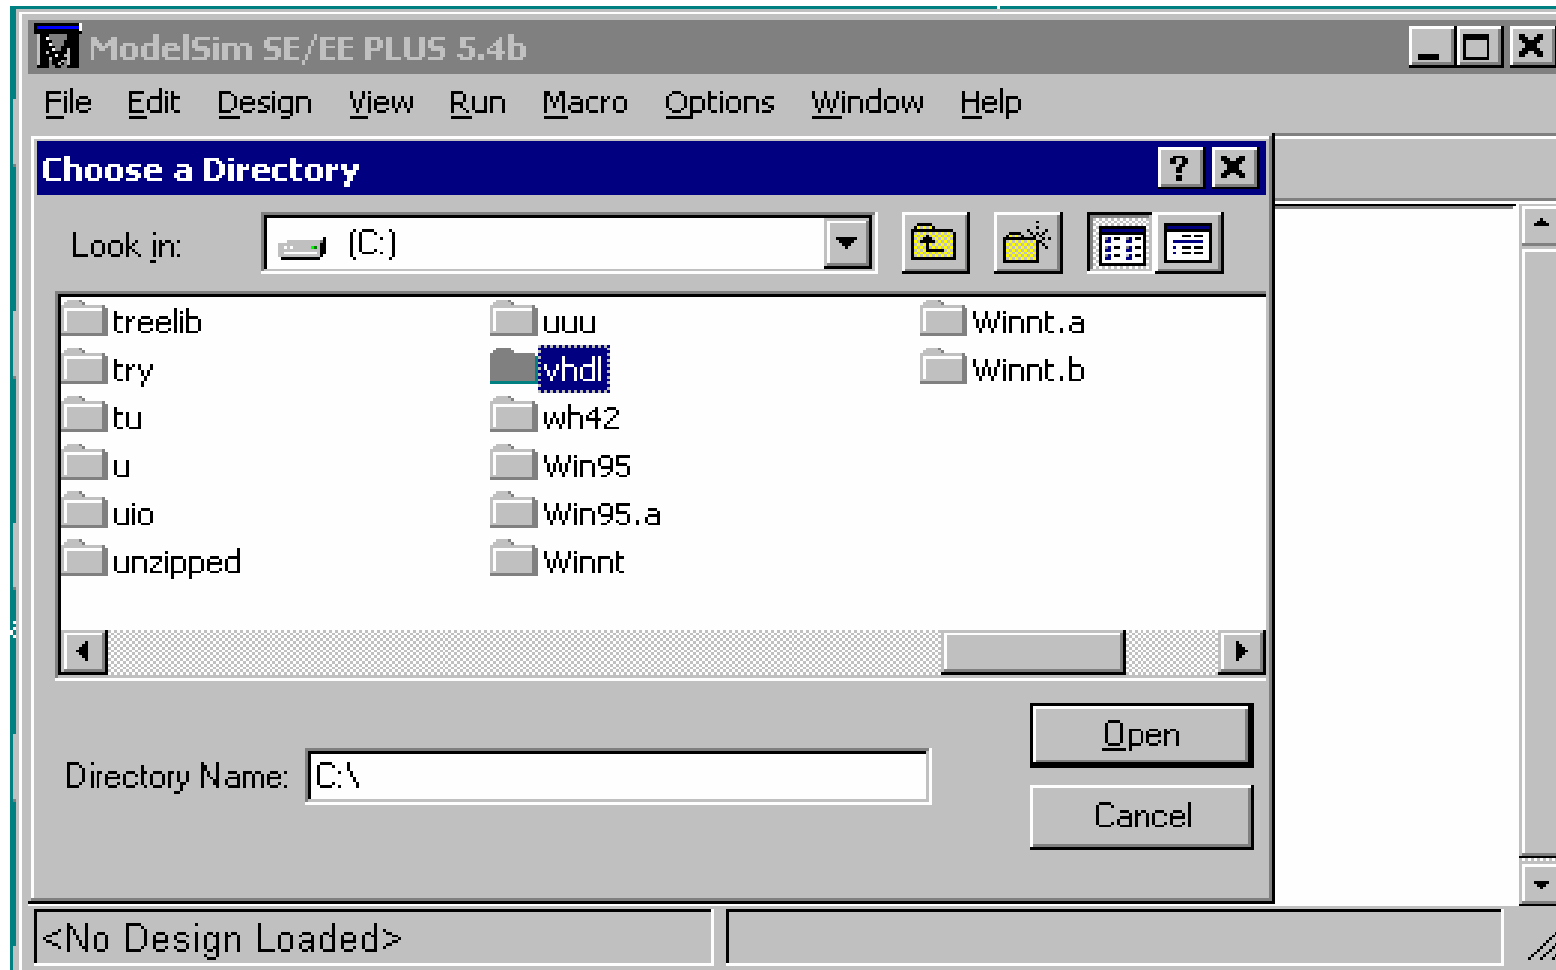 ModelSim SE/EE PLUS 5.4b
File Edit Design View Run Macro Options Window Help
Choose a Directory
Look in: (C:)
treelib uuu Winnt.a
try vhdl Winnt.b
tu wh42
u Win95
uio Win95.a
unzipped Winnt
Open
Directory Name: C:\
Cancel
<No Design Loaded>